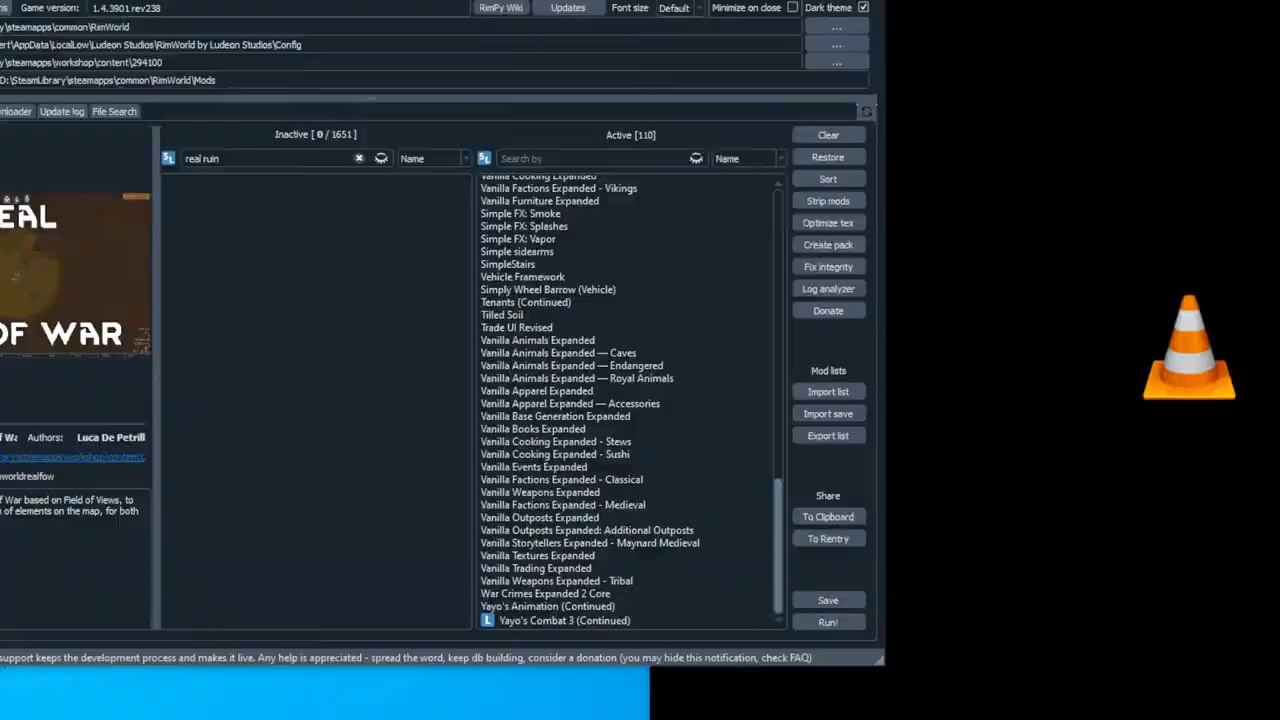 Game version: 1.4.3901 rev238 RimPy Wiki Updates Font size Default Minimize on close Dark theme
y\steamapps\common\RimWorld ...
ert\AppData\LocalLow\Ludeon Studios\RimWorld by Ludeon Studios\Config ...
y\steamapps\workshop\content\294100 ...
D:\SteamLibrary\steamapps\common\RimWorld\Mods
nloader Update log File Search
Inactive [ 0 / 1651 ] Active [110] Clear
real ruin Name Search by Name Restore
Vanilla Cooking Expanded Sort
Vanilla Factions Expanded - Vikings
Vanilla Furniture Expanded Strip mods
Simple FX: Smoke
Simple FX: Splashes Optimize tex
Simple FX: Vapor Create pack
Simple sidearms
SimpleStairs Fix integrity
Vehicle Framework
Simply Wheel Barrow (Vehicle) Log analyzer
Tenants (Continued)
Tilled Soil Donate
Trade UI Revised
Vanilla Animals Expanded
Vanilla Animals Expanded — Caves
Vanilla Animals Expanded — Endangered Mod lists
Vanilla Animals Expanded — Royal Animals
Vanilla Apparel Expanded Import list
Vanilla Apparel Expanded — Accessories
Vanilla Base Generation Expanded Import save
Vanilla Books Expanded
Vanilla Cooking Expanded - Stews Export list
Vanilla Cooking Expanded - Sushi
Vanilla Events Expanded
Vanilla Factions Expanded - Classical
Vanilla Weapons Expanded Share
Vanilla Factions Expanded - Medieval
Vanilla Outposts Expanded To Clipboard
Vanilla Outposts Expanded: Additional Outposts
Vanilla Storytellers Expanded - Maynard Medieval To Rentry
Vanilla Textures Expanded
Vanilla Trading Expanded
Vanilla Weapons Expanded - Tribal
War Crimes Expanded 2 Core Save
Yayo's Animation (Continued)
L Yayo's Combat 3 (Continued) Run!
EAL
OF WAR
Authors: Luca De Petrill
rary\steamapps\workshop\content\
worldrealfow
of War based on Field of Views, to
n of elements on the map, for both
support keeps the development process and makes it live. Any help is appreciated - spread the word, keep db building, consider a donation (you may hide this notification, check FAQ)